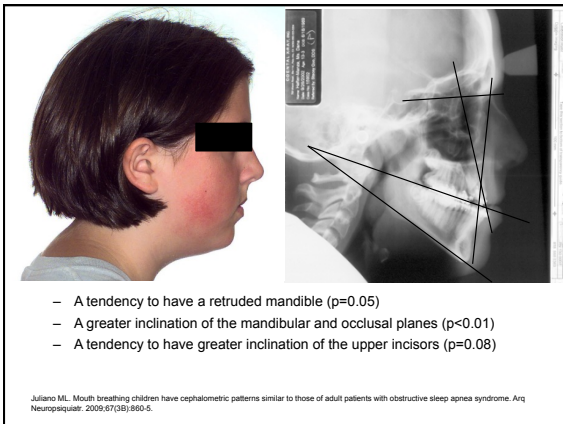 – A tendency to have a retruded mandible (p=0.05)
– A greater inclination of the mandibular and occlusal planes (p<0.01)
– A tendency to have greater inclination of the upper incisors (p=0.08)
Juliano ML. Mouth breathing children have cephalometric patterns similar to those of adult patients with obstructive sleep apnea syndrome. Arq
Neuropsiquiatr. 2009;67(3B):860-5.